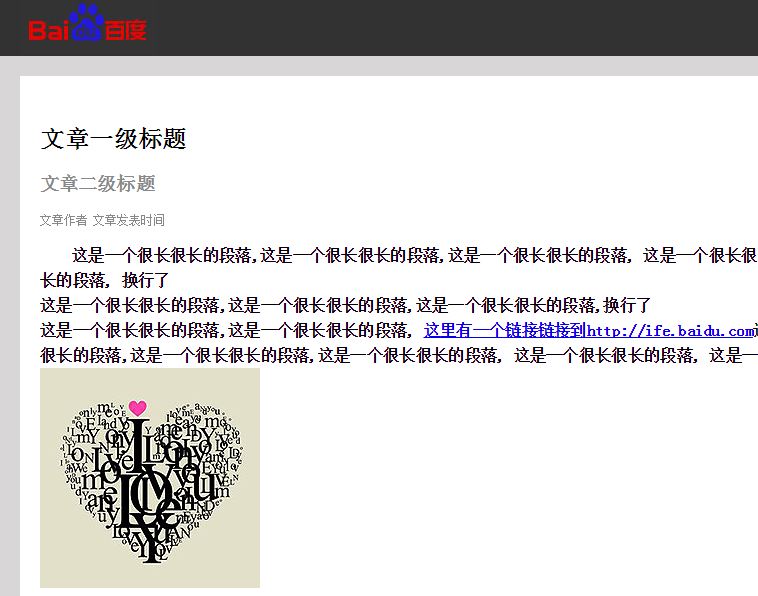 Bai百度
文章一级标题
文章二级标题
文章作者 文章发表时间
这是一个很长很长的段落,这是一个很长很长的段落,这是一个很长很长的段落, 这是一个很长很
长的段落, 换行了
这是一个很长很长的段落,这是一个很长很长的段落,这是一个很长很长的段落,换行了
这是一个很长很长的段落,这是一个很长很长的段落, 这里有一个链接链接到http://ife.baidu.com
很长的段落,这是一个很长很长的段落,这是一个很长很长的段落, 这是一个很长很长的段落, 这是一
I
Love
You